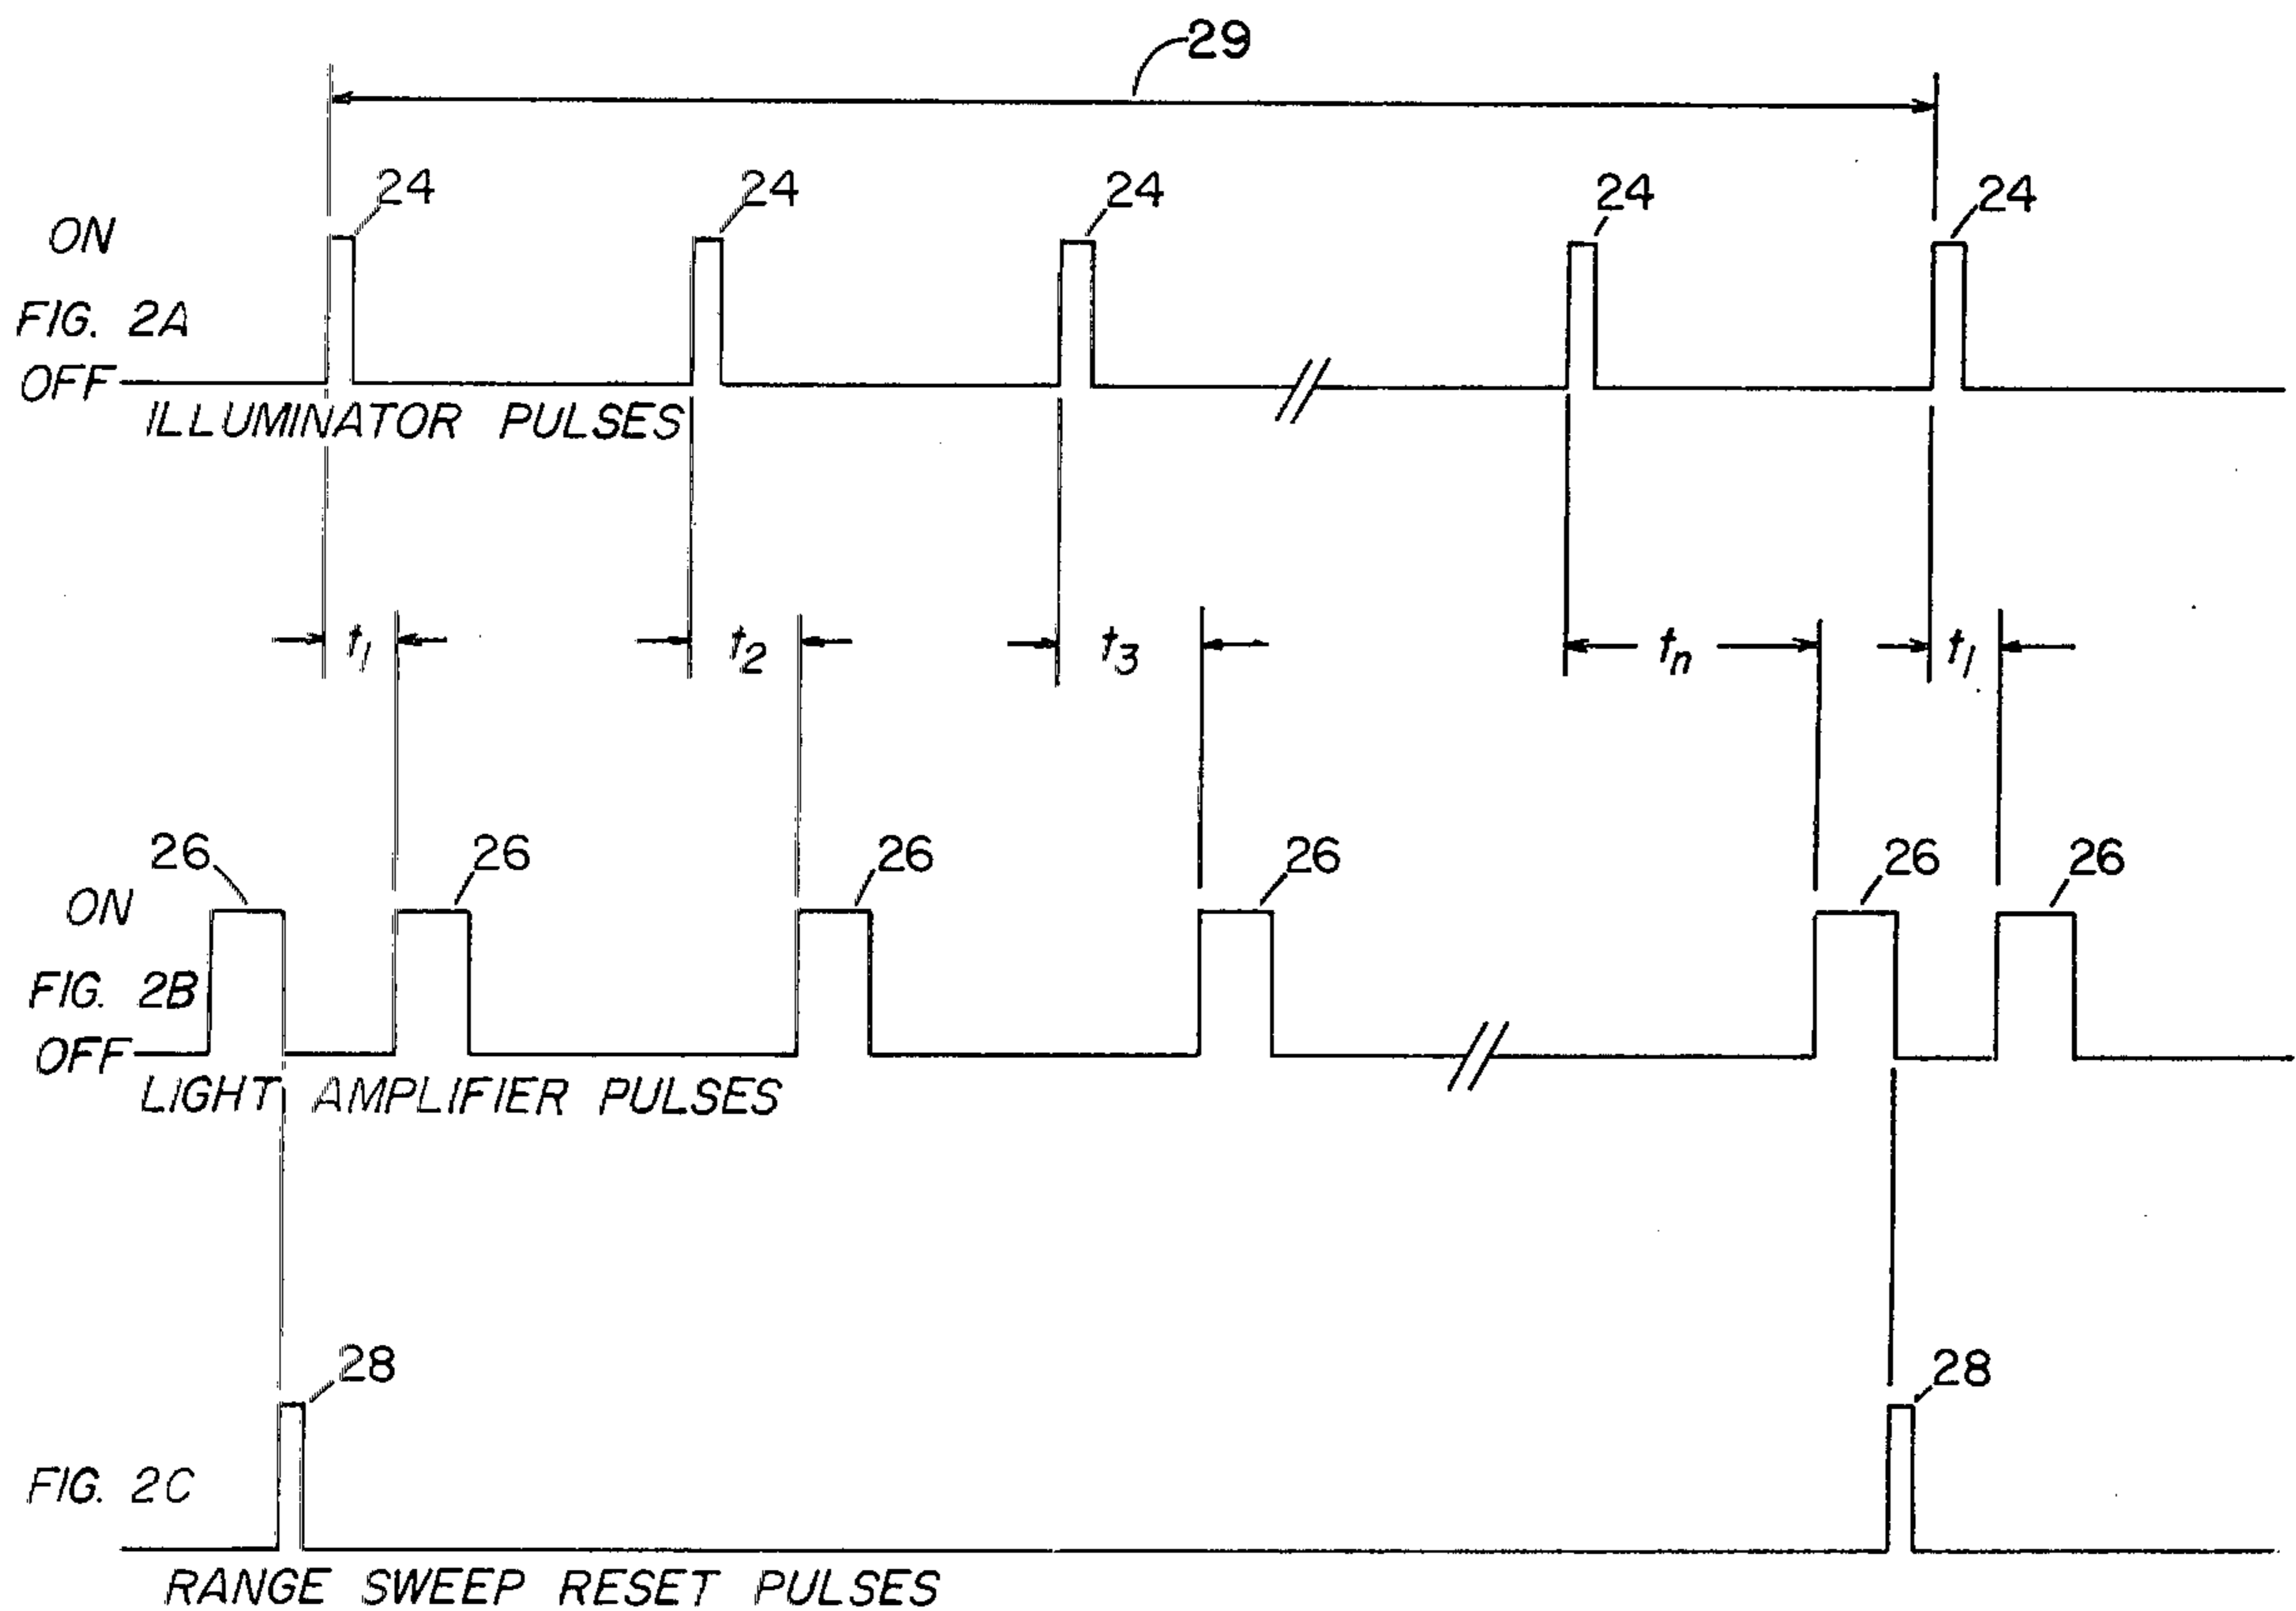 29
24 24 24 24 24
ON
FIG. 2A
OFF
ILLUMINATOR PULSES
t1 t2 t3 tn t1
26 26 26 26 26 26
ON
FIG. 2B
OFF
LIGHT AMPLIFIER PULSES
28 28
FIG. 2C
RANGE SWEEP RESET PULSES